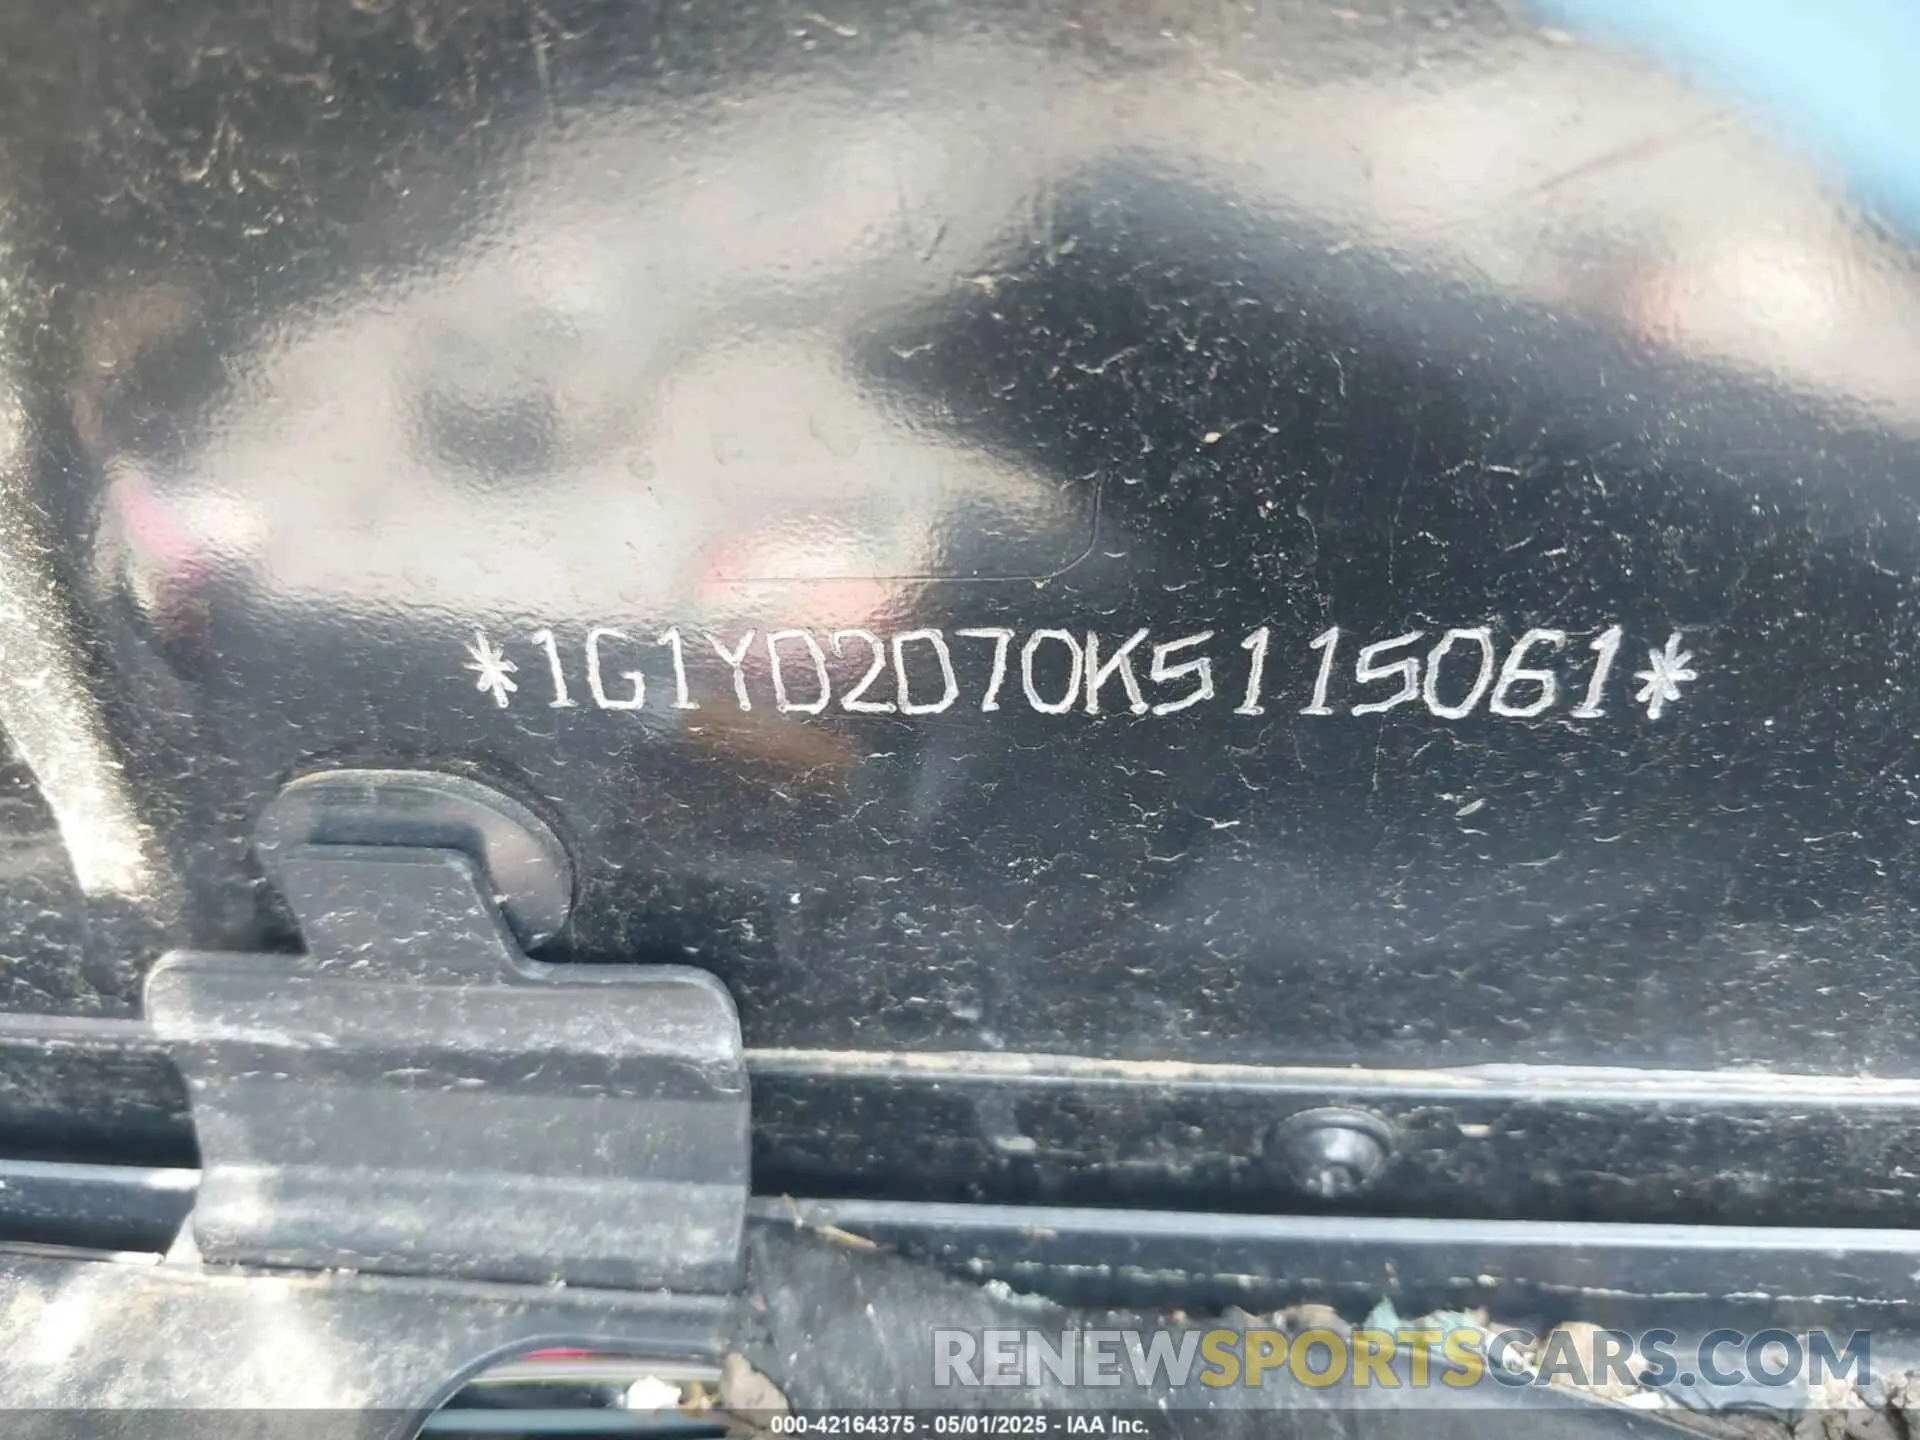 *1G1YD2D70K5115061*
RENEWSPORTSCARS.COM
000-42164375 - 05/01/2025 - IAA Inc.